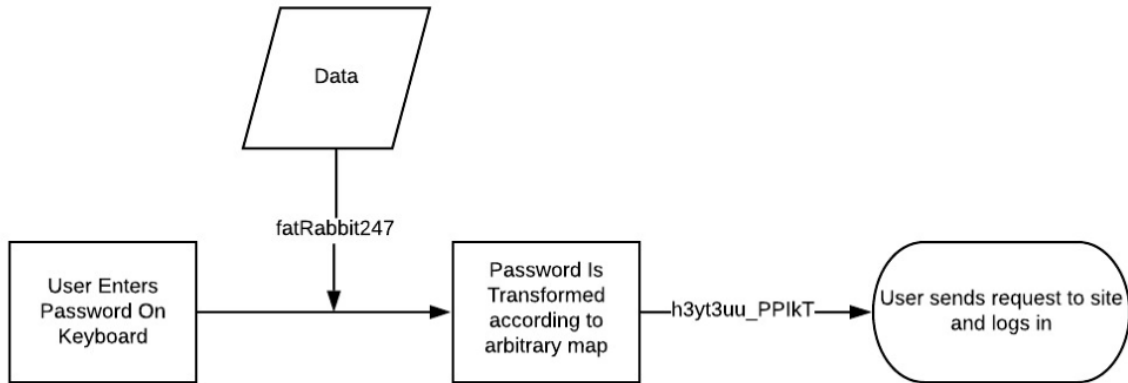 Data
fatRabbit247
User Enters
Password On
Keyboard
Password Is
Transformed
according to
arbitrary map
h3yt3uu_PPlkT
User sends request to site
and logs in